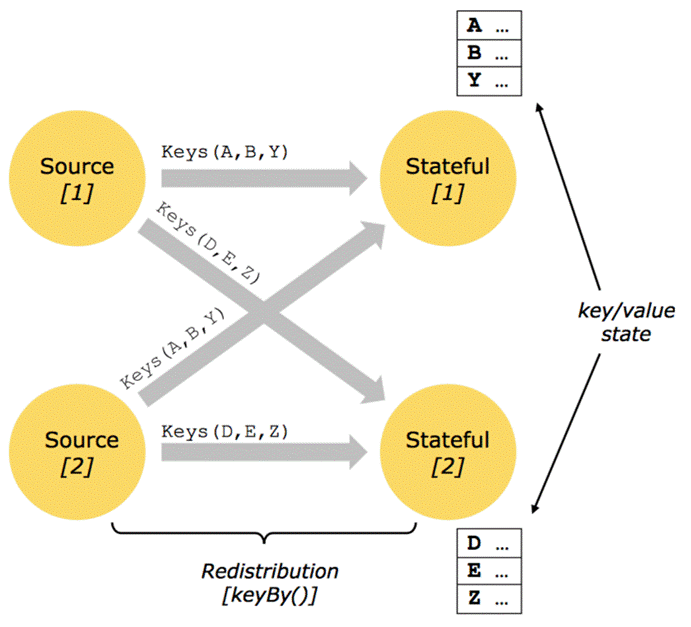 A ...
B ...
Y ...
Source
[1]
Keys(A,B,Y)
Stateful
[1]
Keys(D,E,Z)
key/value
state
Keys(A,B,Y)
Source
[2]
Keys(D,E,Z)
Stateful
[2]
D ...
E ...
Z ...
Redistribution
[keyBy()]